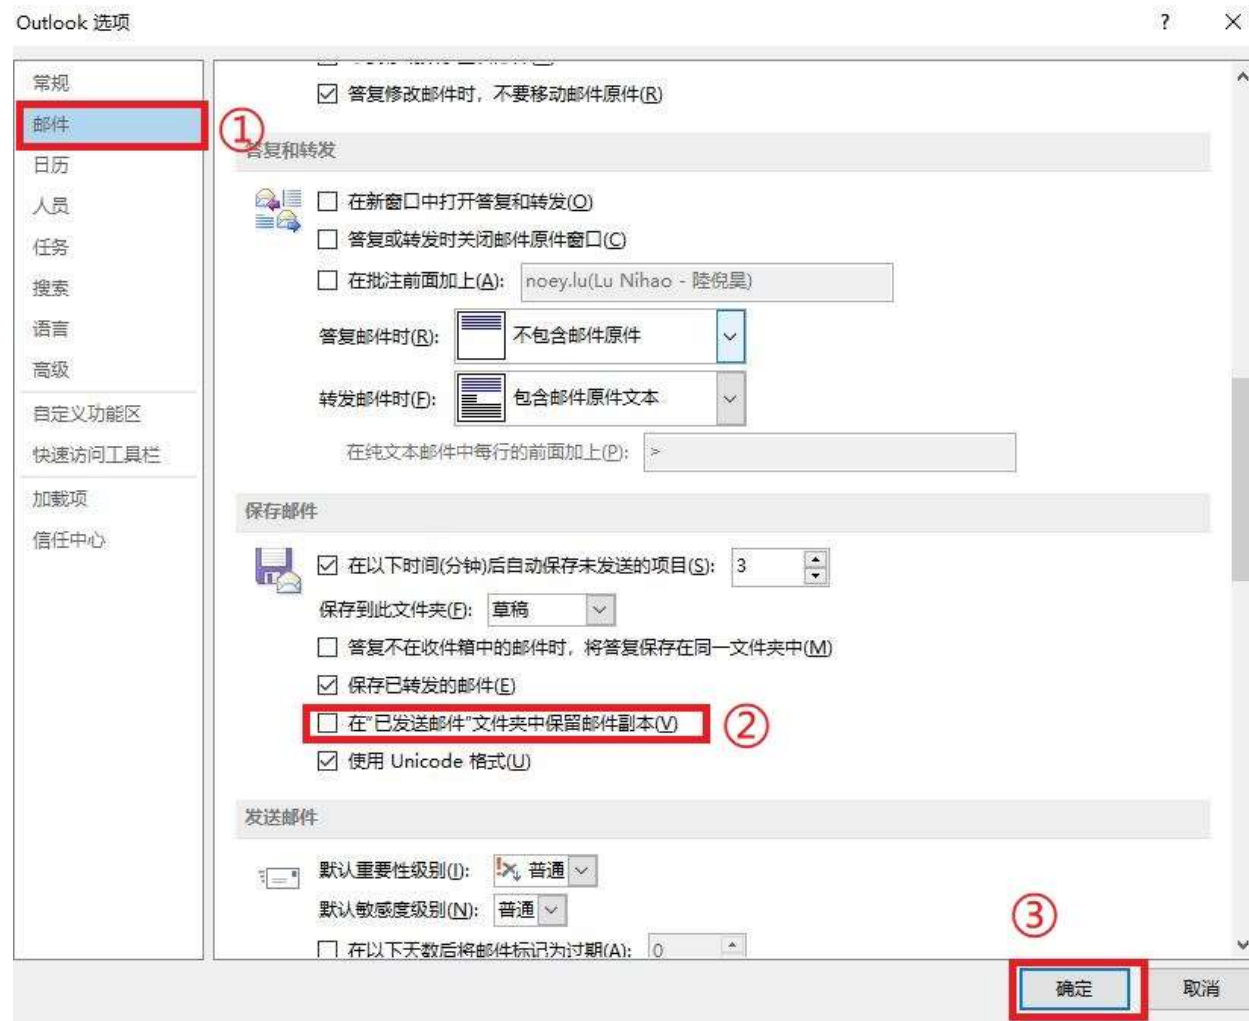 Outlook 选项
常规
邮件
①
日历
人员
任务
搜索
语言
高级
自定义功能区
快速访问工具栏
加载项
信任中心
答复修改邮件时，不要移动邮件原件(R)
答复和转发
在新窗口中打开答复和转发(O)
答复或转发时关闭邮件原件窗口(C)
在批注前面加上(A): noey.lu(Lu Nihao - 陸倪昊)
答复邮件时(R): 不包含邮件原件
转发邮件时(F): 包含邮件原件文本
在纯文本邮件中每行的前面加上(P): >
保存邮件
在以下时间(分钟)后自动保存未发送的项目(S): 3
保存到此文件夹(F): 草稿
答复不在收件箱中的邮件时，将答复保存在同一文件夹中(M)
保存已转发的邮件(E)
在“已发送邮件”文件夹中保留邮件副本(V) ②
使用 Unicode 格式(U)
发送邮件
默认重要性级别(I): 普通
默认敏感度级别(N): 普通
在以下天数后将邮件标记为过期(A): 0
③
确定 取消